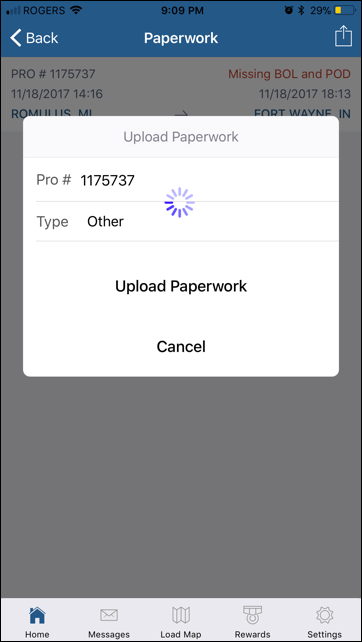 ROGERS 9:09 PM 29%
Back Paperwork
PRO # 1175737 Missing BOL and POD
11/18/2017 14:16 11/18/2017 18:13
ROMULUS, MI → FORT WAYNE, IN
Upload Paperwork
Pro # 1175737
Type Other
Upload Paperwork
Cancel
Home Messages Load Map Rewards Settings